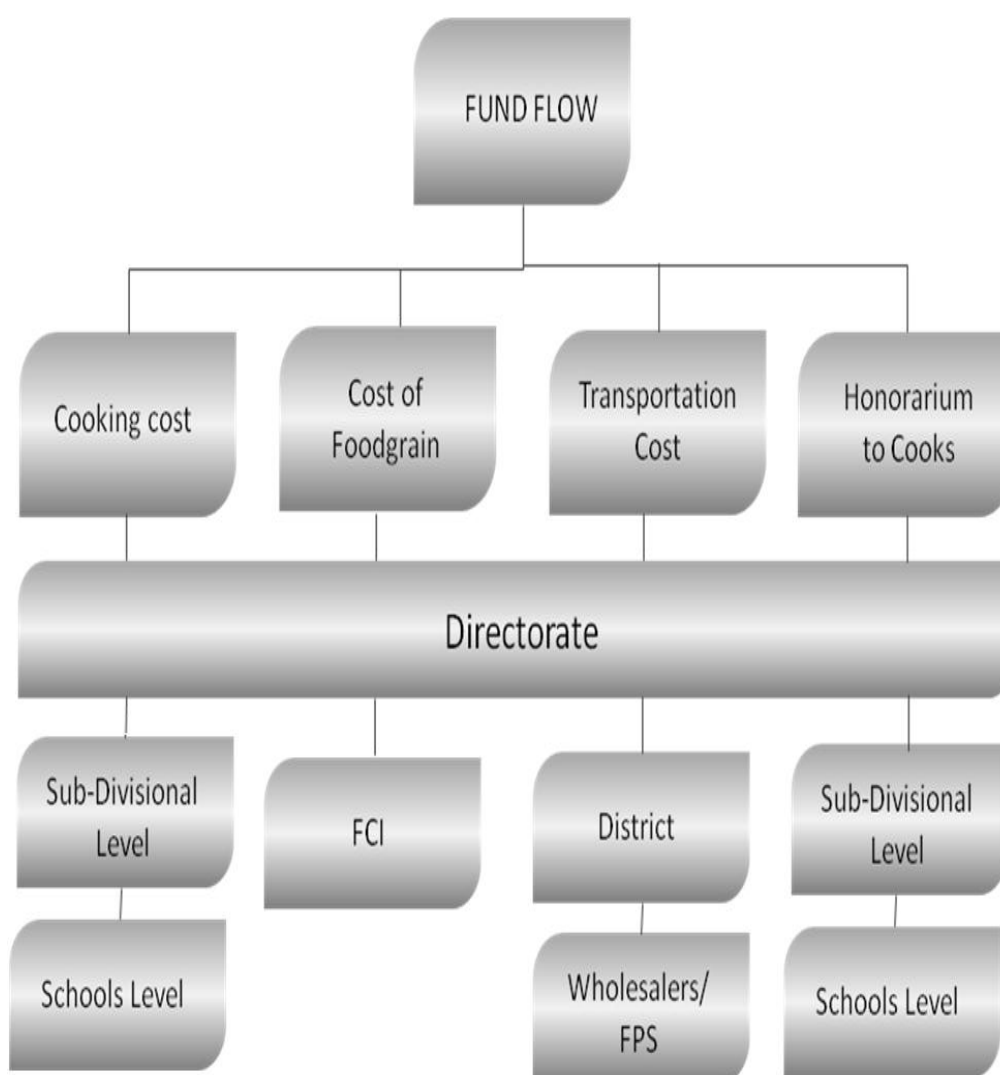 FUND FLOW
Cooking cost
Cost of
Foodgrain
Transportation
Cost
Honorarium
to Cooks
Directorate
Sub-Divisional
Level
FCI
District
Sub-Divisional
Level
Schools Level
Wholesalers/
FPS
Schools Level